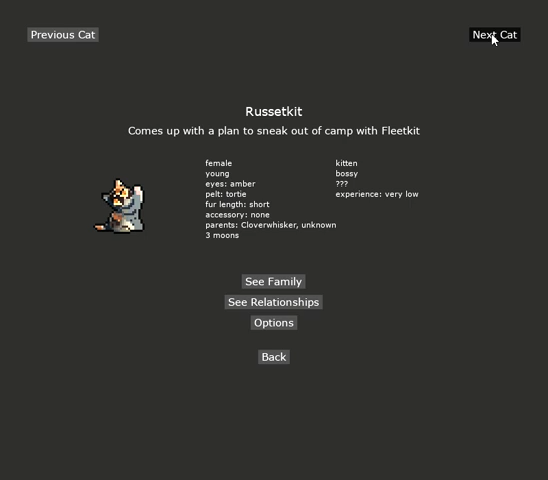 Previous Cat
Next Cat
Russetkit
Comes up with a plan to sneak out of camp with Fleetkit
female
young
eyes: amber
pelt: tortie
fur length: short
accessory: none
parents: Cloverwhisker, unknown
3 moons
kitten
bossy
???
experience: very low
See Family
See Relationships
Options
Back